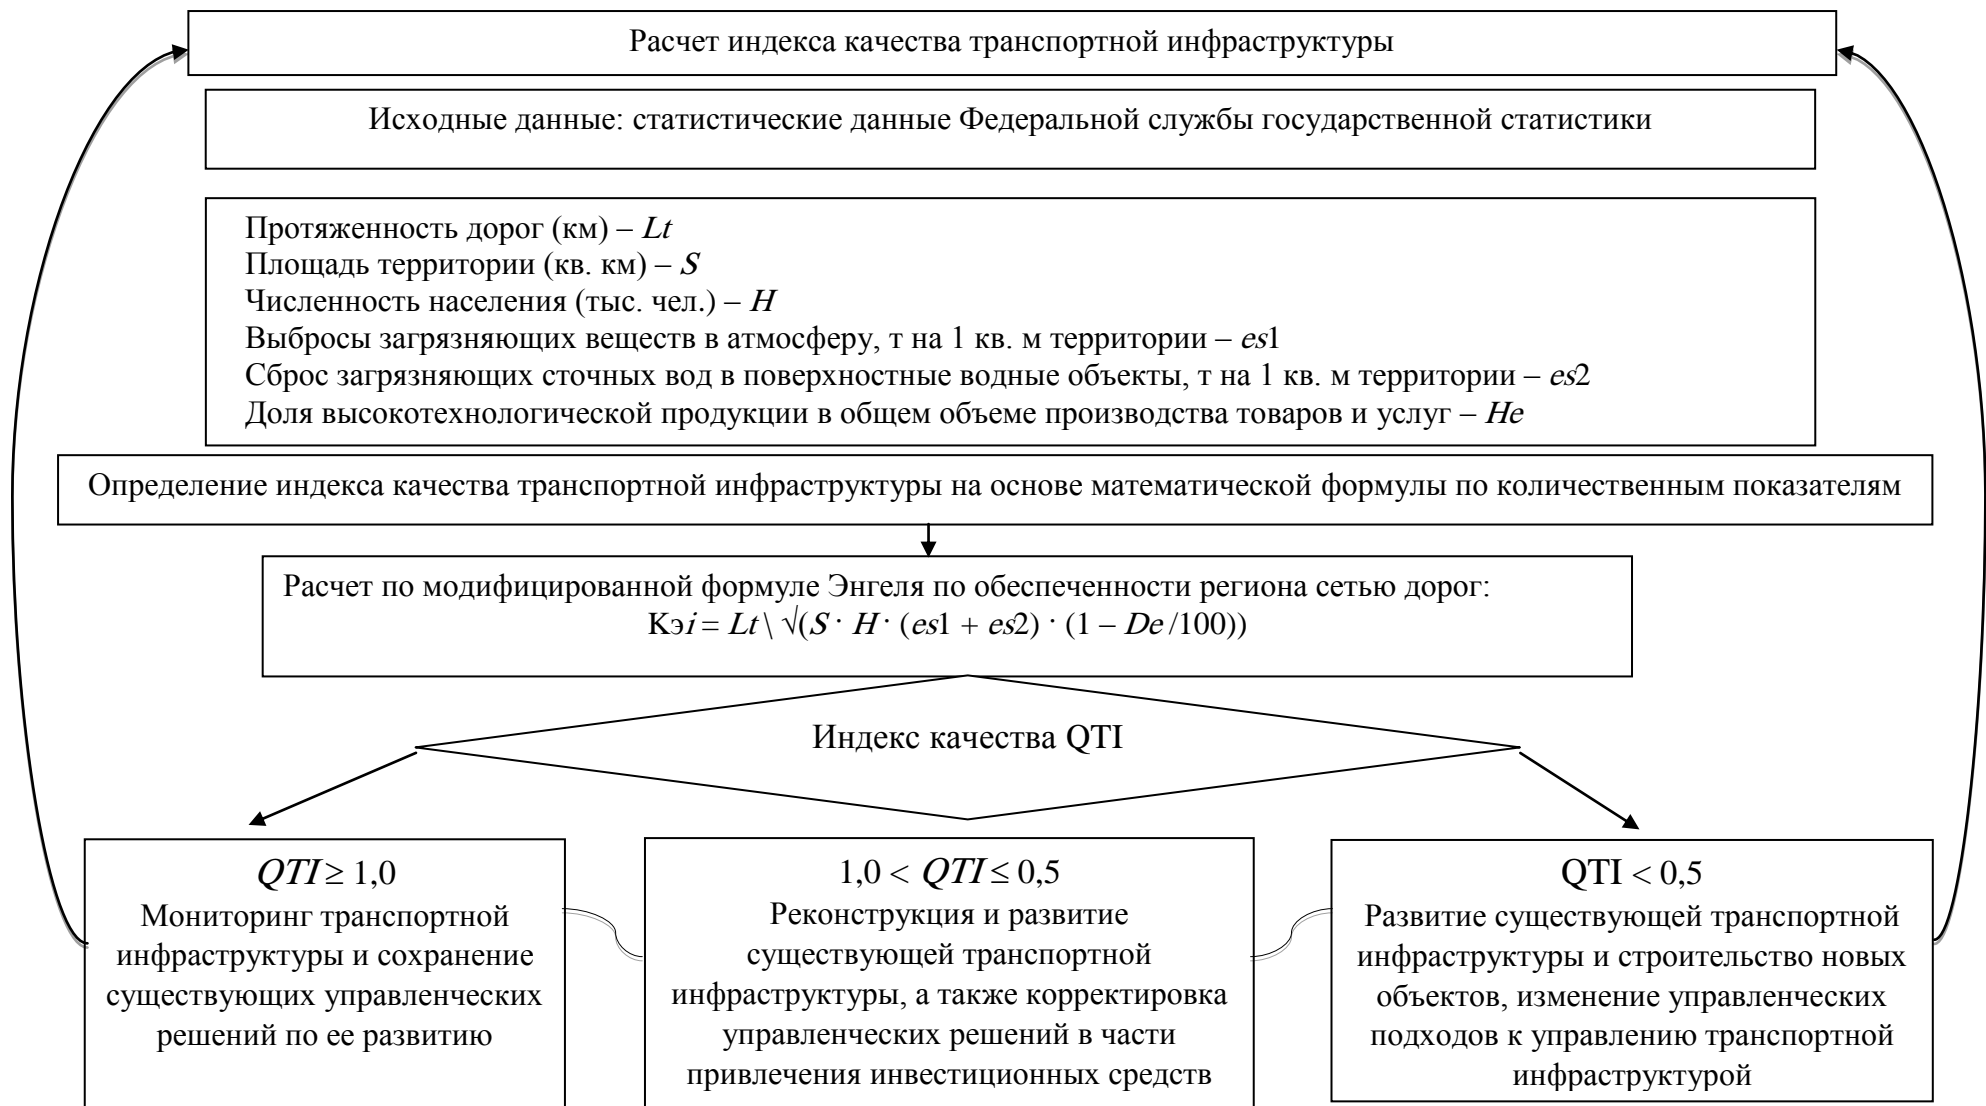 Расчет индекса качества транспортной инфраструктуры
Исходные данные: статистические данные Федеральной службы государственной статистики
Протяженность дорог (км) – Lt
Площадь территории (кв. км) – S
Численность населения (тыс. чел.) – H
Выбросы загрязняющих веществ в атмосферу, т на 1 кв. м территории – es1
Сброс загрязняющих сточных вод в поверхностные водные объекты, т на 1 кв. м территории – es2
Доля высокотехнологической продукции в общем объеме производства товаров и услуг – He
Определение индекса качества транспортной инфраструктуры на основе математической формулы по количественным показателям
Расчет по модифицированной формуле Энгеля по обеспеченности региона сетью дорог:
Kэi = Lt \ √(S · H · (es1 + es2) · (1 – De /100))
Индекс качества QTI
QTI ≥ 1,0
Мониторинг транспортной
инфраструктуры и сохранение
существующих управленческих
решений по ее развитию
1,0 < QTI ≤ 0,5
Реконструкция и развитие
существующей транспортной
инфраструктуры, а также корректировка
управленческих решений в части
привлечения инвестиционных средств
QTI < 0,5
Развитие существующей транспортной
инфраструктуры и строительство новых
объектов, изменение управленческих
подходов к управлению транспортной
инфраструктурой